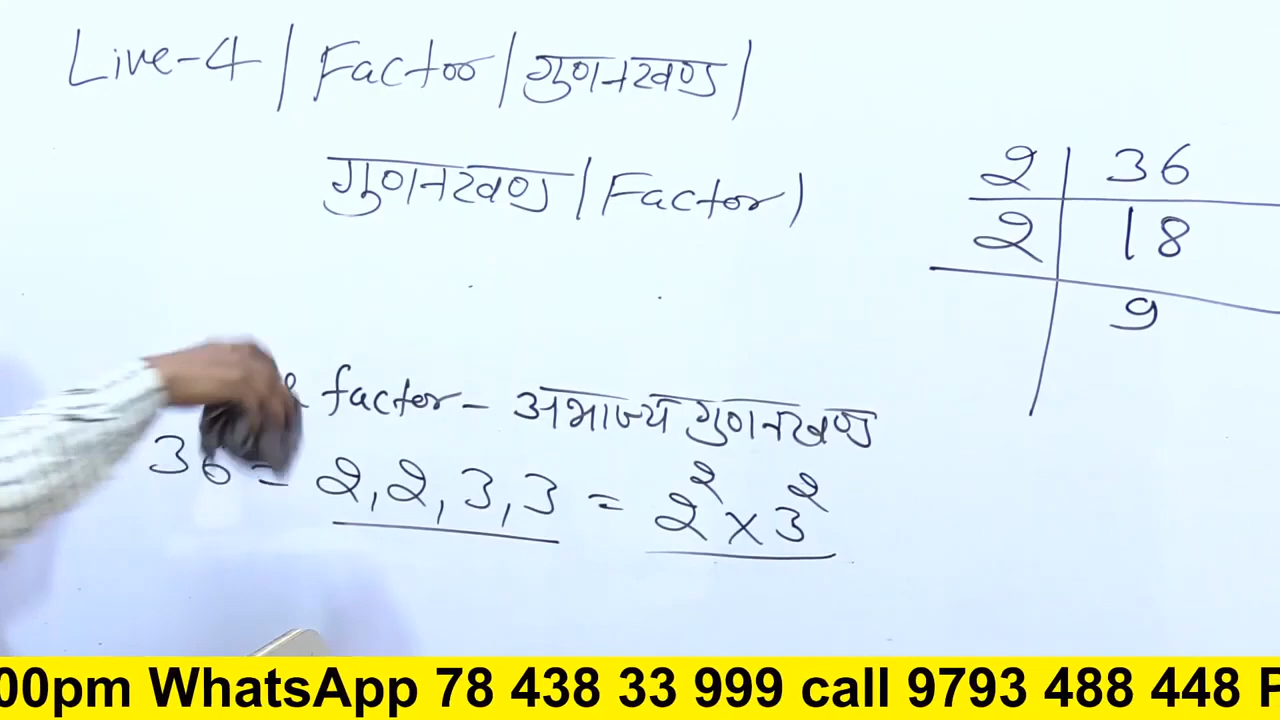 Live-4 | Factor | गुणनखण्ड |
गुणनखण्ड | Factor )
2 | 36
2 | 18
9
factor - अभाज्य गुणनखण्ड
36 = 2, 2, 3, 3 = 2² x 3²
00pm WhatsApp 78 438 33 999 call 9793 488 448